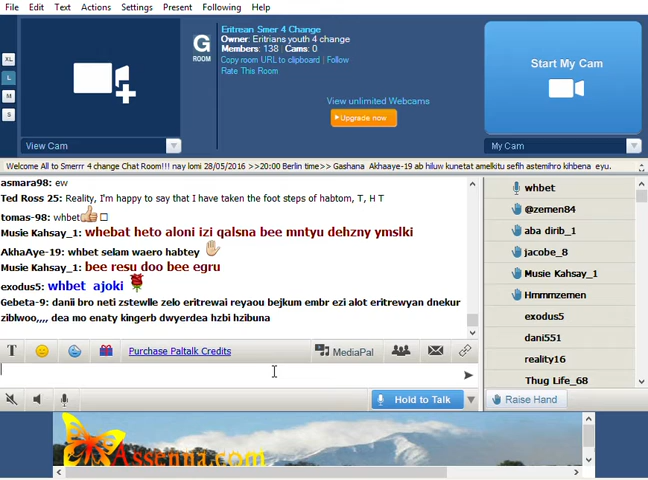 File Edit Text Actions Settings Present Following Help
Eritrean Smer 4 Change
Owner: Eritrians youth 4 change
Members: 138 | Cams: 0
Copy room URL to clipboard | Follow
Rate This Room
G
ROOM
XL
L
M
S
View unlimited Webcams
Upgrade now
Start My Cam
View Cam
My Cam
Welcome All to Smerrr 4 change Chat Room!!! nay lomi 28/05/2016 >>20:00 Berlin time>> Gashana Akhaaye-19 ab hiluw kunetat amelkitu sefih astemihro kihbena eyu.
asmara98: ew
Ted Ross 25: Reality, I'm happy to say that I have taken the foot steps of habtom, T, H T
tomas-98: whbet
Musie Kahsay_1: whebat heto aloni izi qalsna bee mntyu dehzny ymslki
AkhaAye-19: whbet selam waero habtey
Musie Kahsay_1: bee resu doo bee egru
exodus5: whbet ajoki
Gebeta-9: danii bro neti zstewlle zelo eritrewai reyaou bejkum embr ezi alot eritrewyan dnekur
ziblwoo,,,, dea mo enaty kingerb dwyerdea hzbi hzibuna
whbet
@zemen84
aba dirib_1
jacobe_8
Musie Kahsay_1
Hmmmzemen
exodus5
dani551
reality16
Thug Life_68
T
Purchase Paltalk Credits
MediaPal
Hold to Talk
Raise Hand
Assenna.com